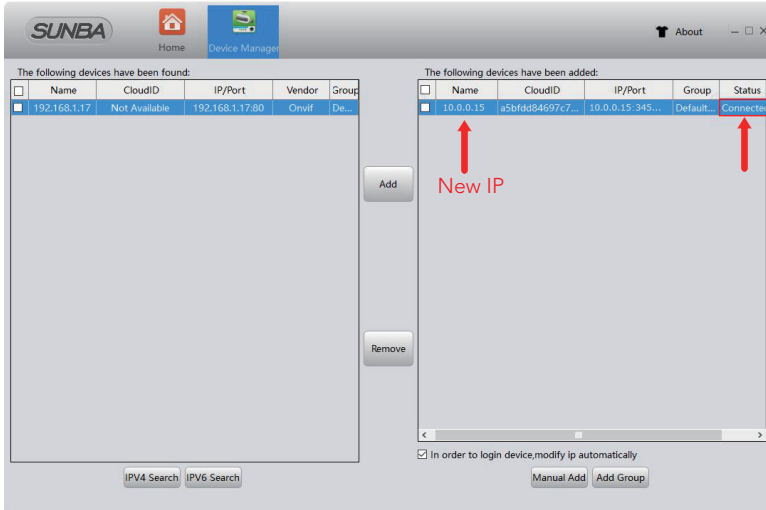 SUNBA
Home
Device Manager
About
The following devices have been found:
Name CloudID IP/Port Vendor Group
192.168.1.17 Not Available 192.168.1.17:80 Onvif De...
Add
Remove
IPV4 Search IPV6 Search
The following devices have been added:
Name CloudID IP/Port Group Status
10.0.0.15 a5bfdd84697c7... 10.0.0.15:345... Default... Connected
New IP
In order to login device,modify ip automatically
Manual Add Add Group